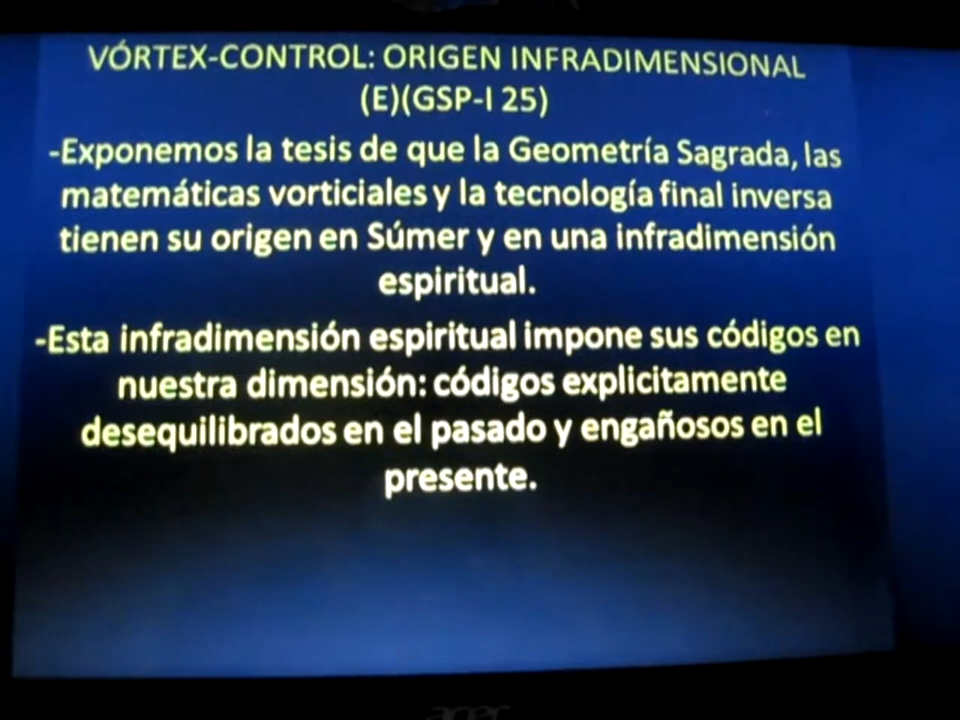 VÓRTEX-CONTROL: ORIGEN INFRADIMENSIONAL
(E)(GSP-I 25)
-Exponemos la tesis de que la Geometría Sagrada, las
matemáticas vorticiales y la tecnología final inversa
tienen su origen en Súmer y en una infradimensión
espiritual.
-Esta infradimensión espiritual impone sus códigos en
nuestra dimensión: códigos explicitamente
desequilibrados en el pasado y engañosos en el
presente.
acer